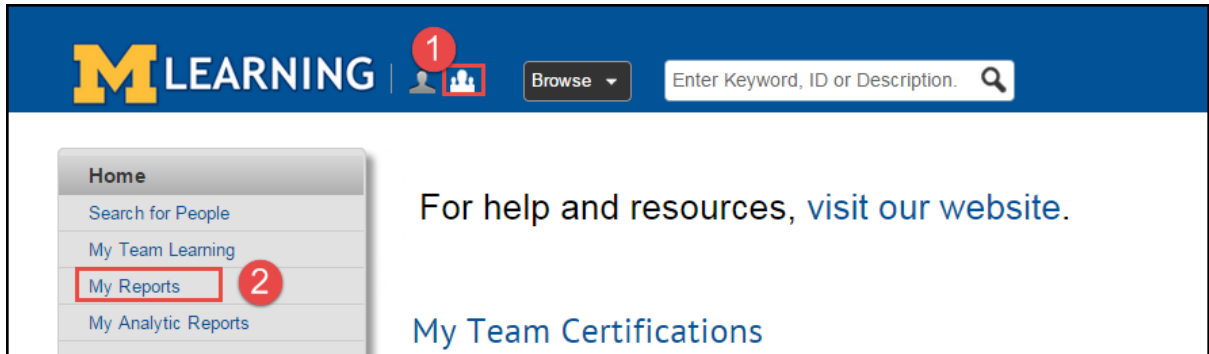 1
M LEARNING
Browse
Enter Keyword, ID or Description.
Home
Search for People
My Team Learning
My Reports
2
My Analytic Reports
For help and resources, visit our website.
My Team Certifications